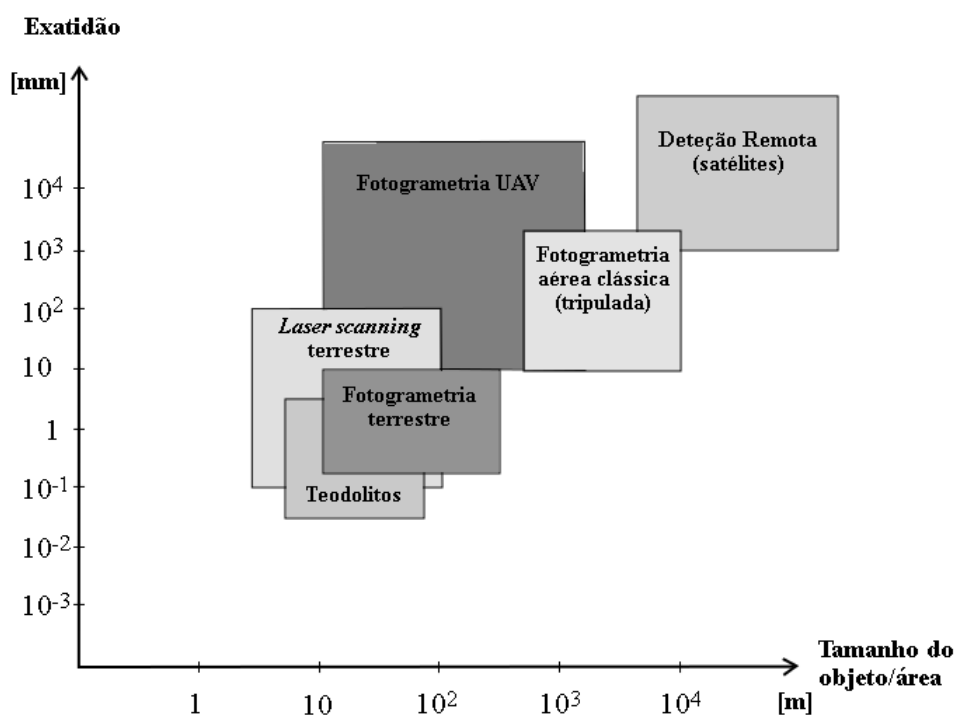 Exatidão
[mm]
Deteção Remota
(satélites)
Fotogrametria UAV
10⁴
10³
Fotogrametria
aérea clássica
(tripulada)
10²
Laser scanning
terrestre
10
Fotogrametria
terrestre
1
10⁻¹
Teodolitos
10⁻²
10⁻³
Tamanho do
objeto/área
1 10 10² 10³ 10⁴ [m]